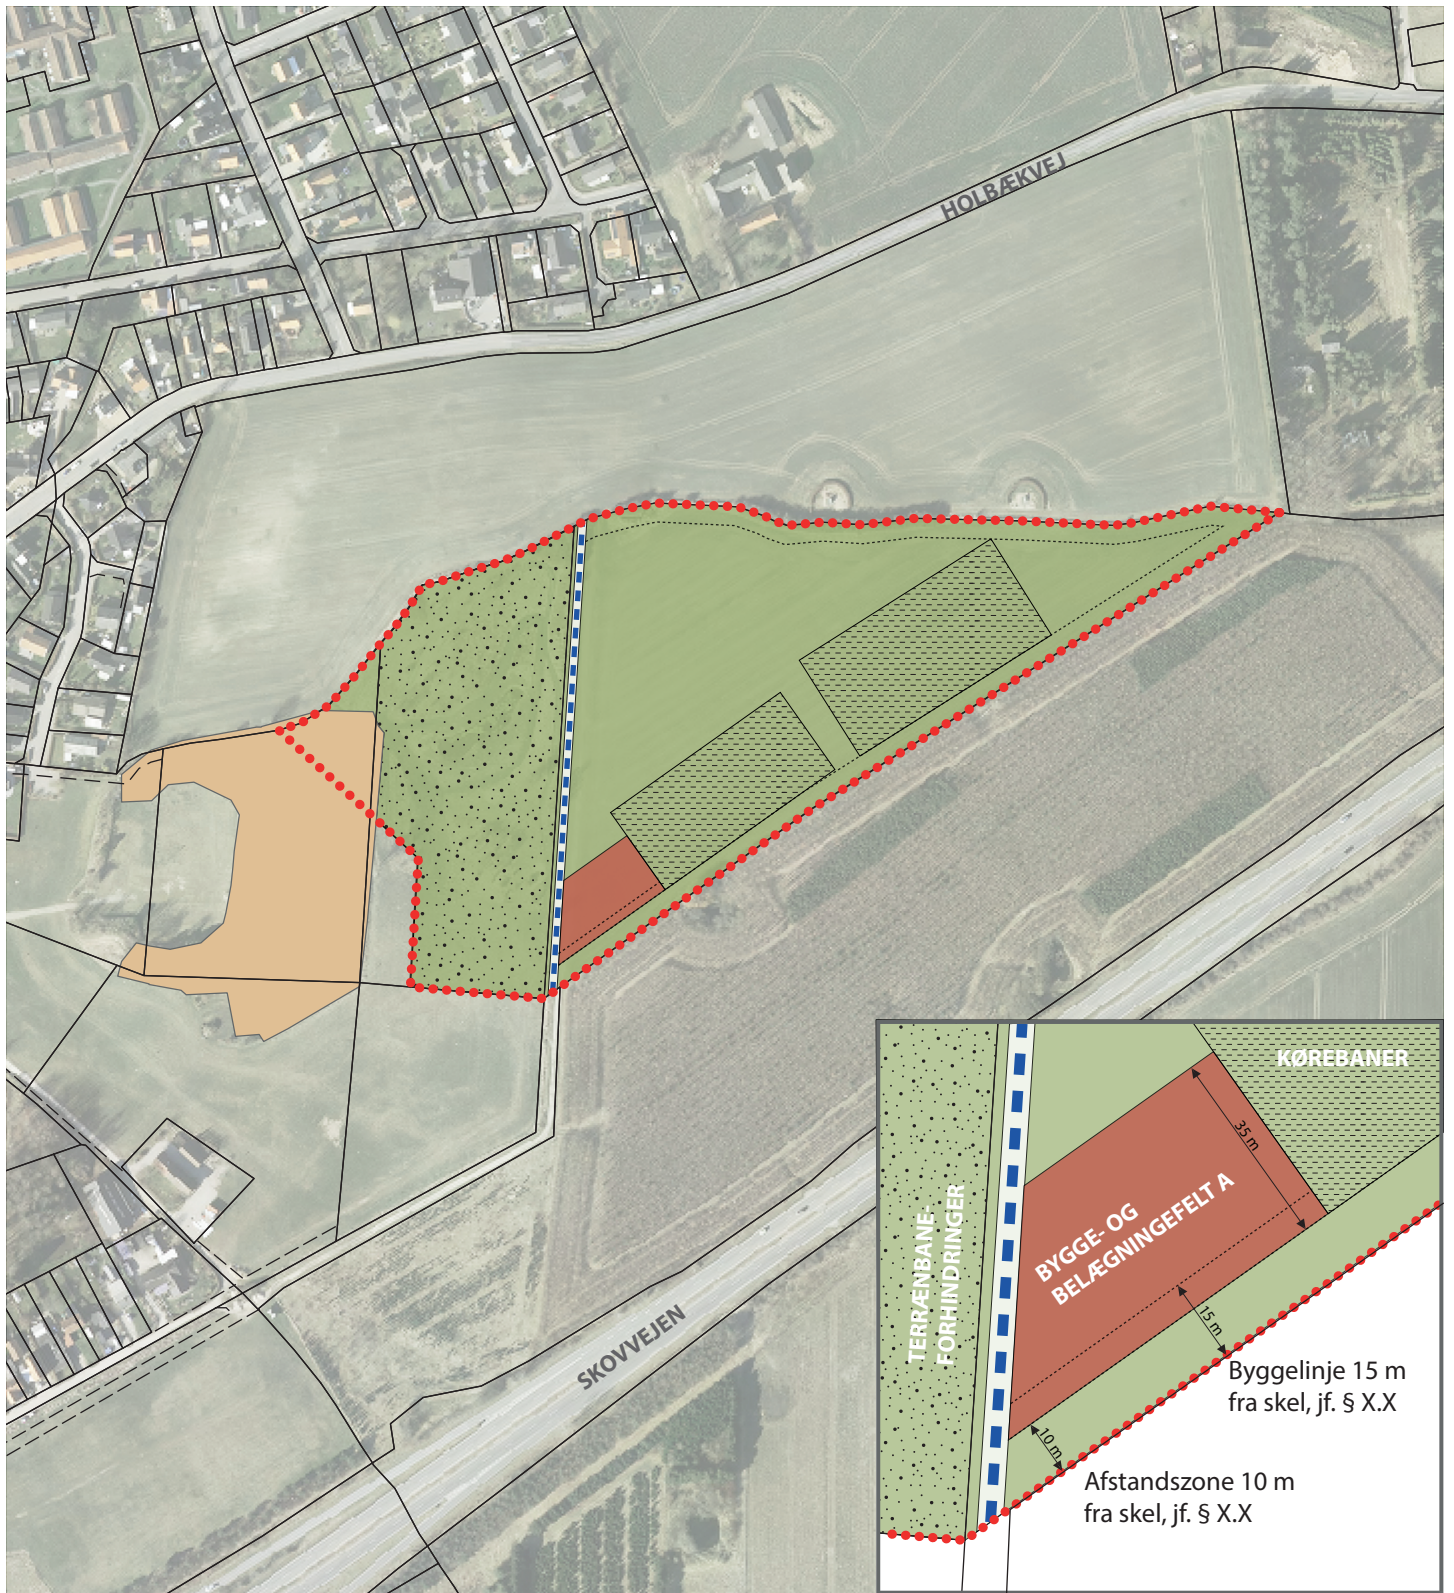 HOLBÆKVEJ
SKOVVEJEN
KØREBANER
35 m
TERRÆNBANE-
FORHINDRINGER
BYGGE- OG
BELÆGNINGEFELT A
15 m
Byggelinje 15 m
fra skel, jf. § X.X
10 m
Afstandszone 10 m
fra skel, jf. § X.X